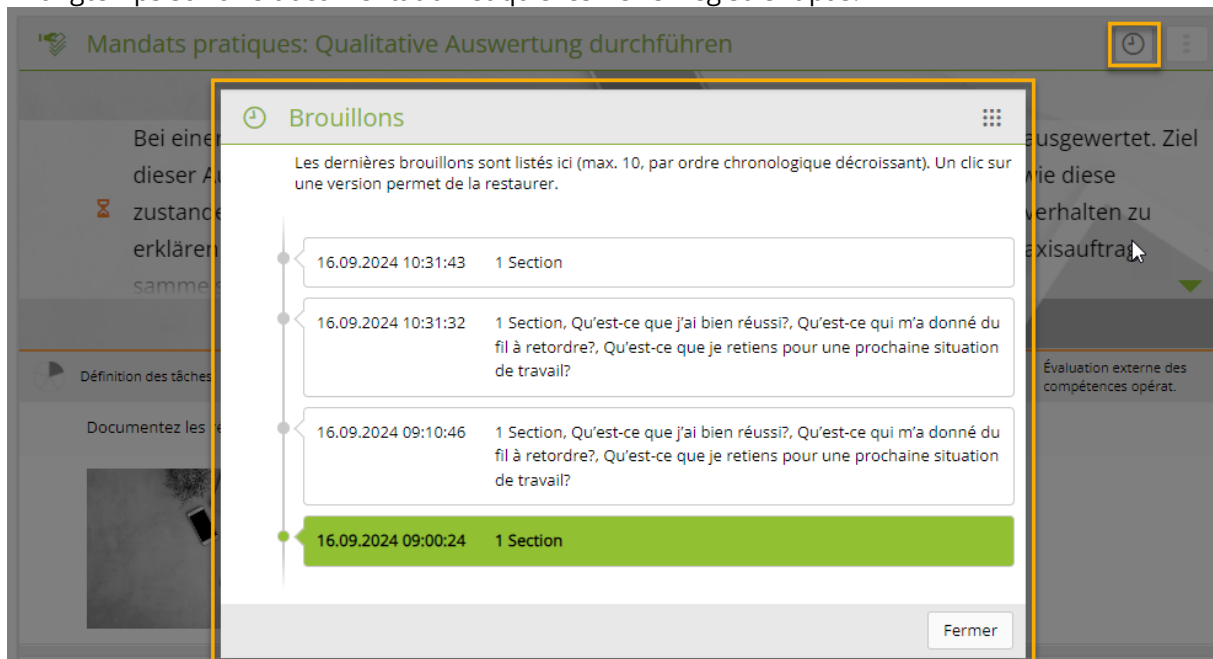 Mandats pratiques: Qualitative Auswertung durchführen
Brouillons
Les dernières brouillons sont listés ici (max. 10, par ordre chronologique décroissant). Un clic sur
une version permet de la restaurer.
Bei einer
ausgewertet. Ziel
dieser
wie diese
zustande
verhalten zu
erklären
samme
16.09.2024 10:31:43 1 Section
16.09.2024 10:31:32 1 Section, Qu’est-ce que j’ai bien réussi?, Qu’est-ce qui m’a donné du
fil à retordre?, Qu’est-ce que je retiens pour une prochaine situation
de travail?
Définition des tâches
Évaluation externe des
compétences opérat.
Documentez les
16.09.2024 09:10:46 1 Section, Qu’est-ce que j’ai bien réussi?, Qu’est-ce qui m’a donné du
fil à retordre?, Qu’est-ce que je retiens pour une prochaine situation
de travail?
16.09.2024 09:00:24 1 Section
Fermer